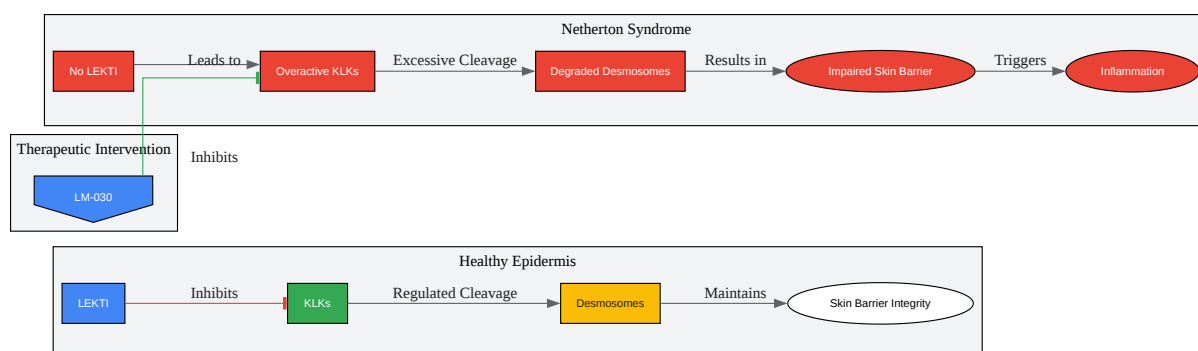 Netherton Syndrome
No LEKTI
Leads to
Overactive KLKs
Excessive Cleavage
Degraded Desmosomes
Results in
Impaired Skin Barrier
Triggers
Inflammation
Therapeutic Intervention
Inhibits
LM-030
Healthy Epidermis
LEKTI
Inhibits
KLKs
Regulated Cleavage
Desmosomes
Maintains
Skin Barrier Integrity